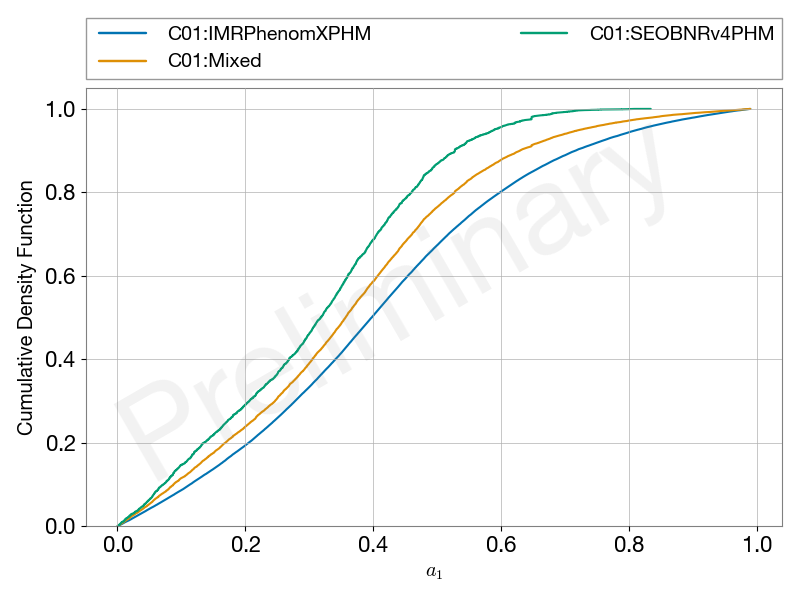 C01:IMRPhenomXPHM
C01:Mixed
C01:SEOBNRv4PHM
Cumulative Density Function
1.0
0.8
0.6
0.4
0.2
0.0
Preliminary
0.0 0.2 0.4 0.6 0.8 1.0
a₁